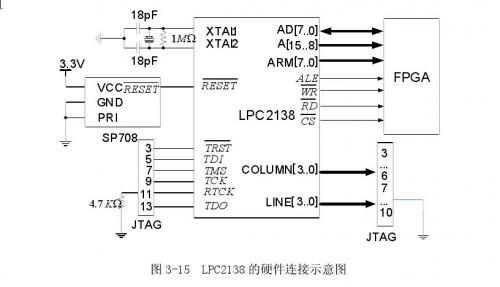 18pF
18pF
1MΩ
3.3V
VCC RESET
GND
PRI
SP708
XTAL1
XTAL2
RESET
LPC2138
AD[7..0]
A[15..8]
ARM[7..0]
ALE
WR
RD
CS
FPGA
3 TRST
5 TDI
7 TMS
9 TCK
11 RTCK
13 TDO
4.7KΩ
JTAG
COLUMN[3..0]
LINE[3..0]
3
...
6
7
...
10
JTAG
图 3-15 LPC2138 的硬件连接示意图